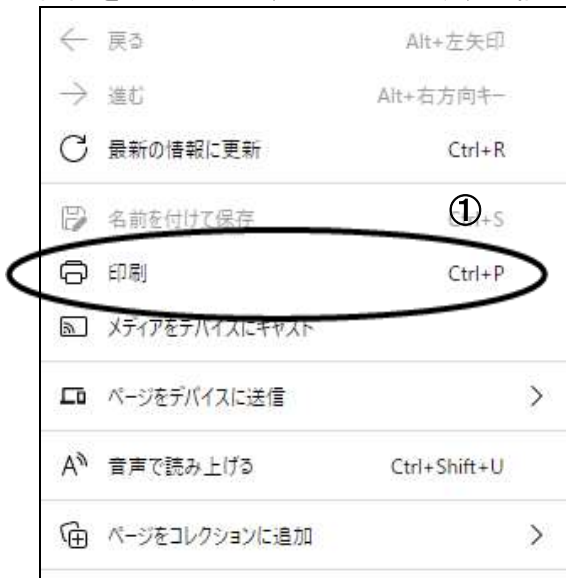 戻る Alt+左矢印
進む Alt+右方向キー
最新の情報に更新 Ctrl+R
①
名前を付けて保存 Ctrl+S
印刷 Ctrl+P
メディアをデバイスにキャスト
ページをデバイスに送信
音声で読み上げる Ctrl+Shift+U
ページをコレクションに追加